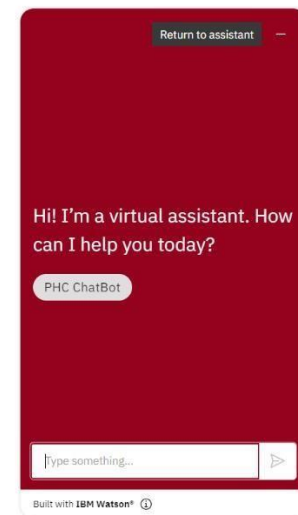 Return to assistant
Hi! I'm a virtual assistant. How
can I help you today?
PHC ChatBot
Type something...
Built with IBM Watson®